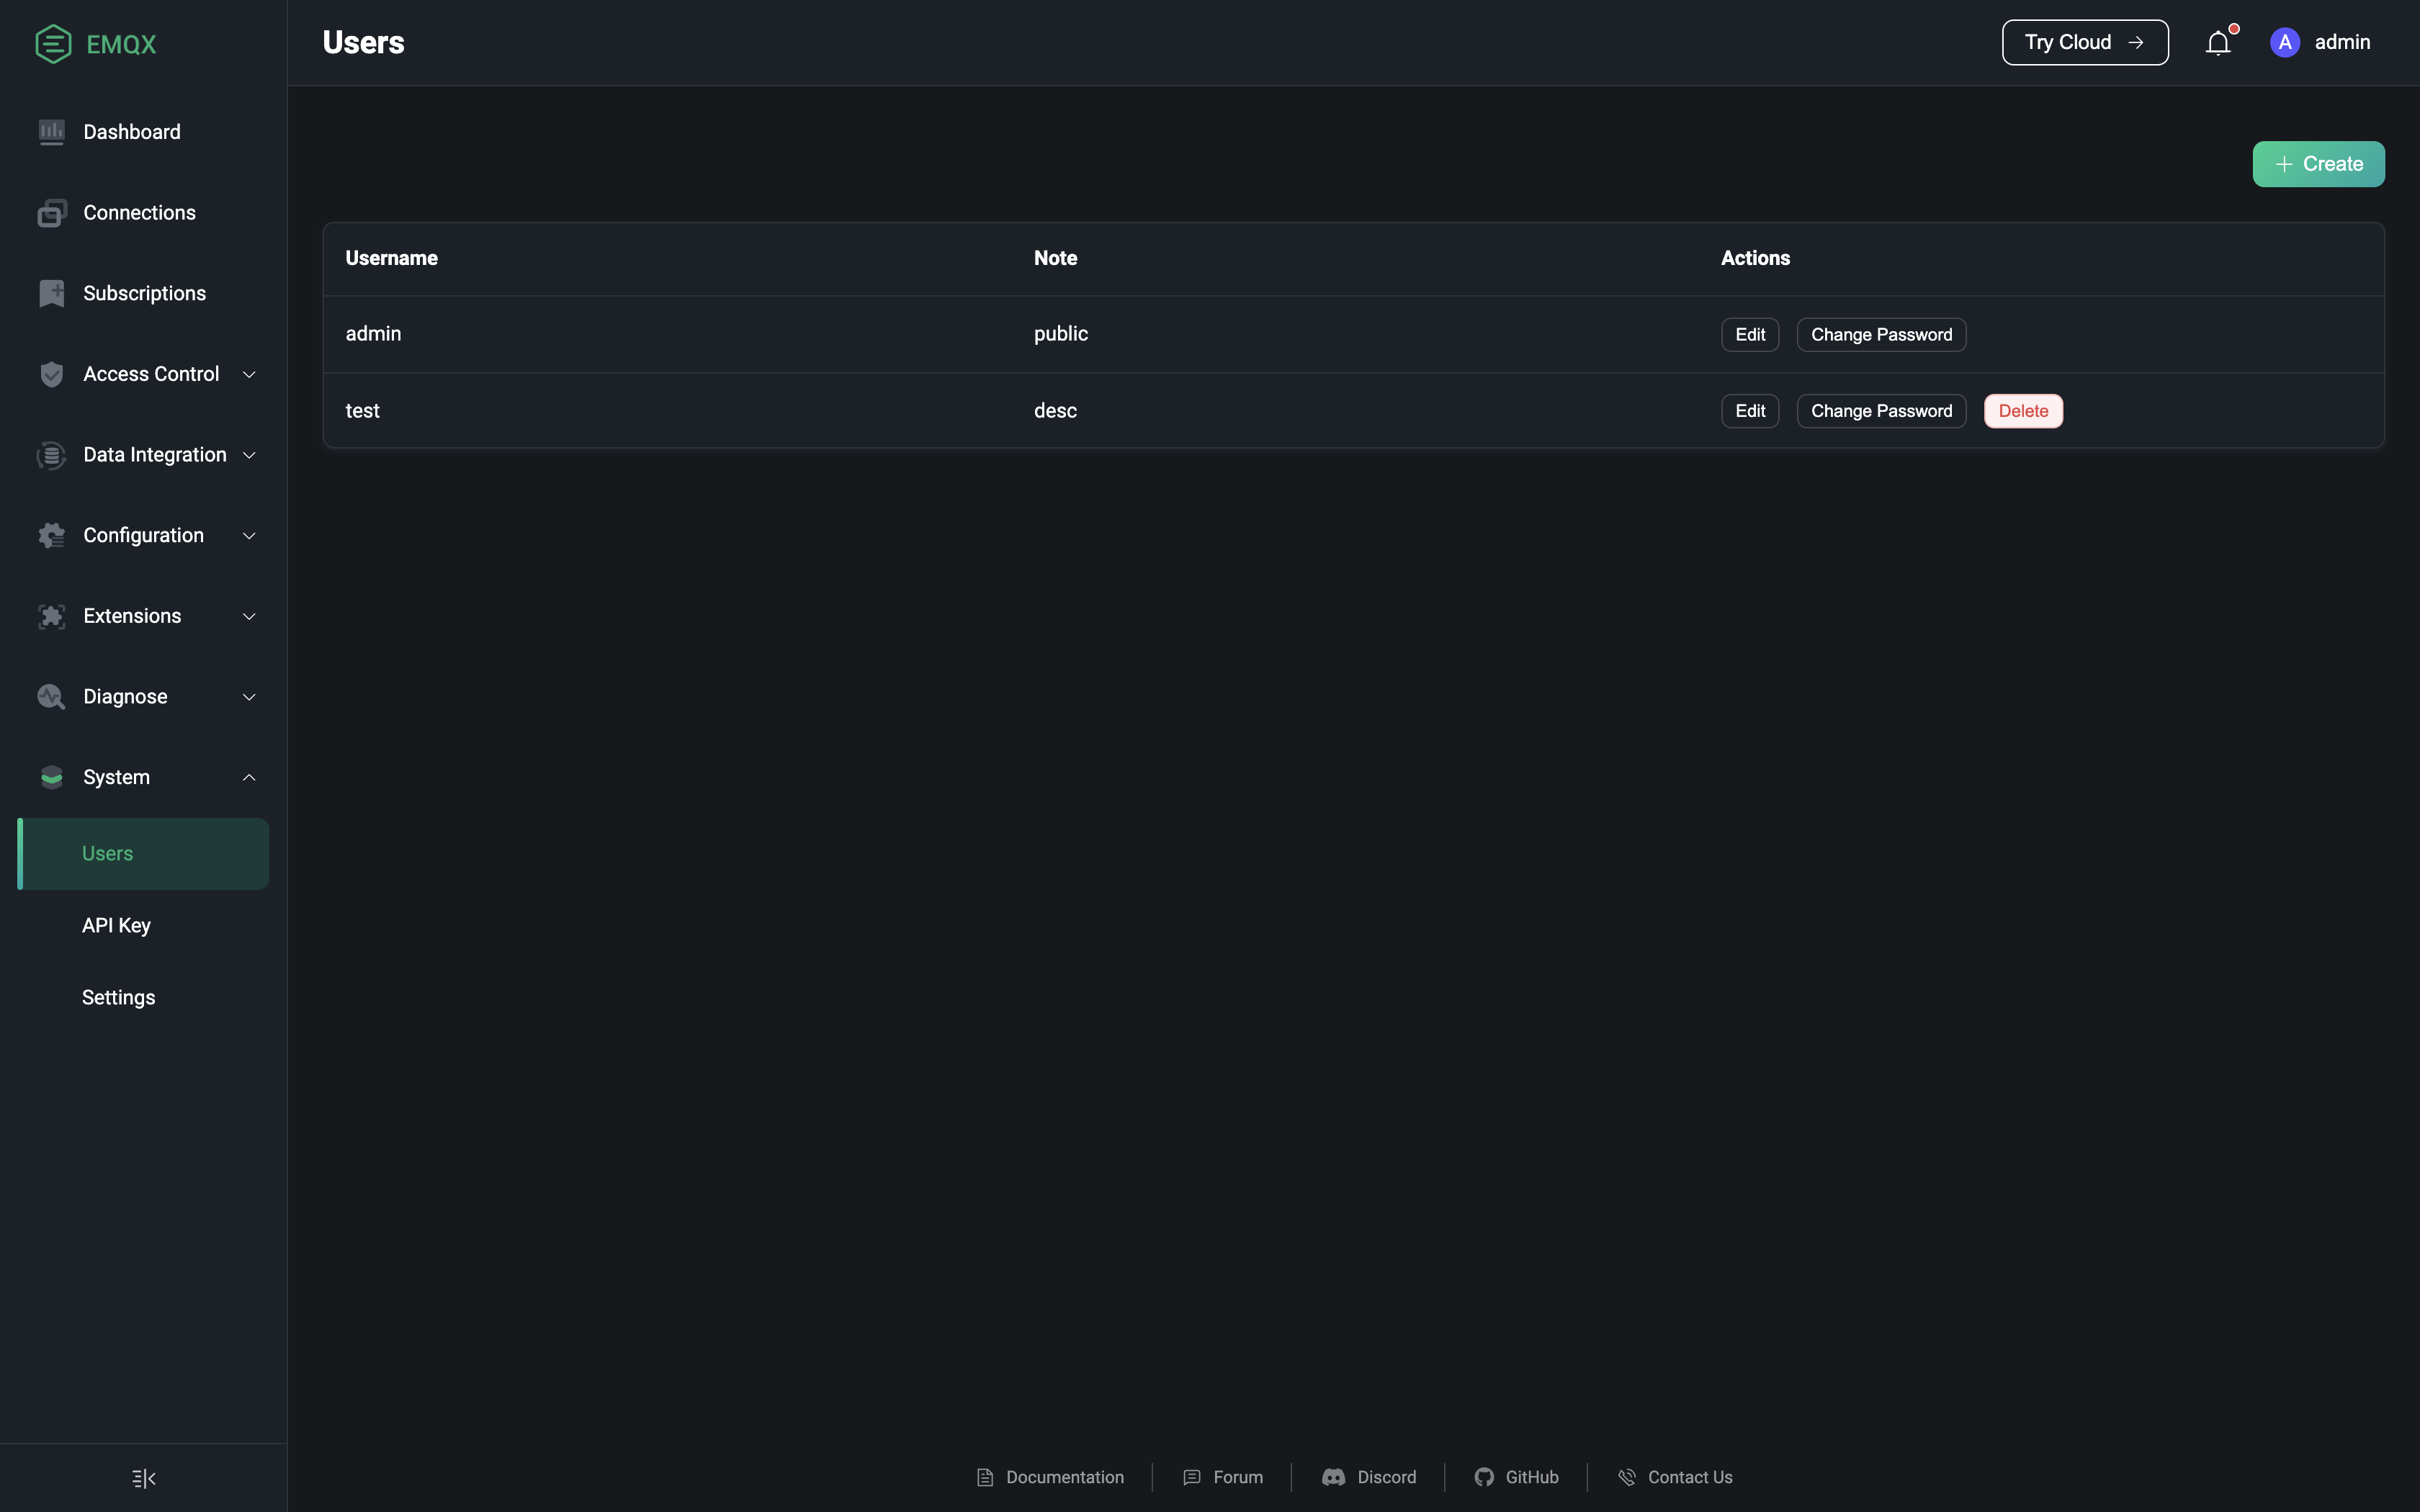 EMQX
Users
Try Cloud
A
admin
Dashboard
Connections
Subscriptions
Access Control
Data Integration
Configuration
Extensions
Diagnose
System
Users
API Key
Settings
Create
Username Note Actions
admin public Edit Change Password
test desc Edit Change Password Delete
Documentation Forum Discord GitHub Contact Us